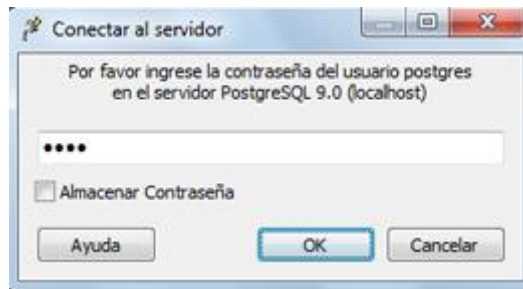 Conectar al servidor
Por favor ingrese la contraseña del usuario postgres
en el servidor PostgreSQL 9.0 (localhost)
••••
Almacenar Contraseña
Ayuda
OK
Cancelar